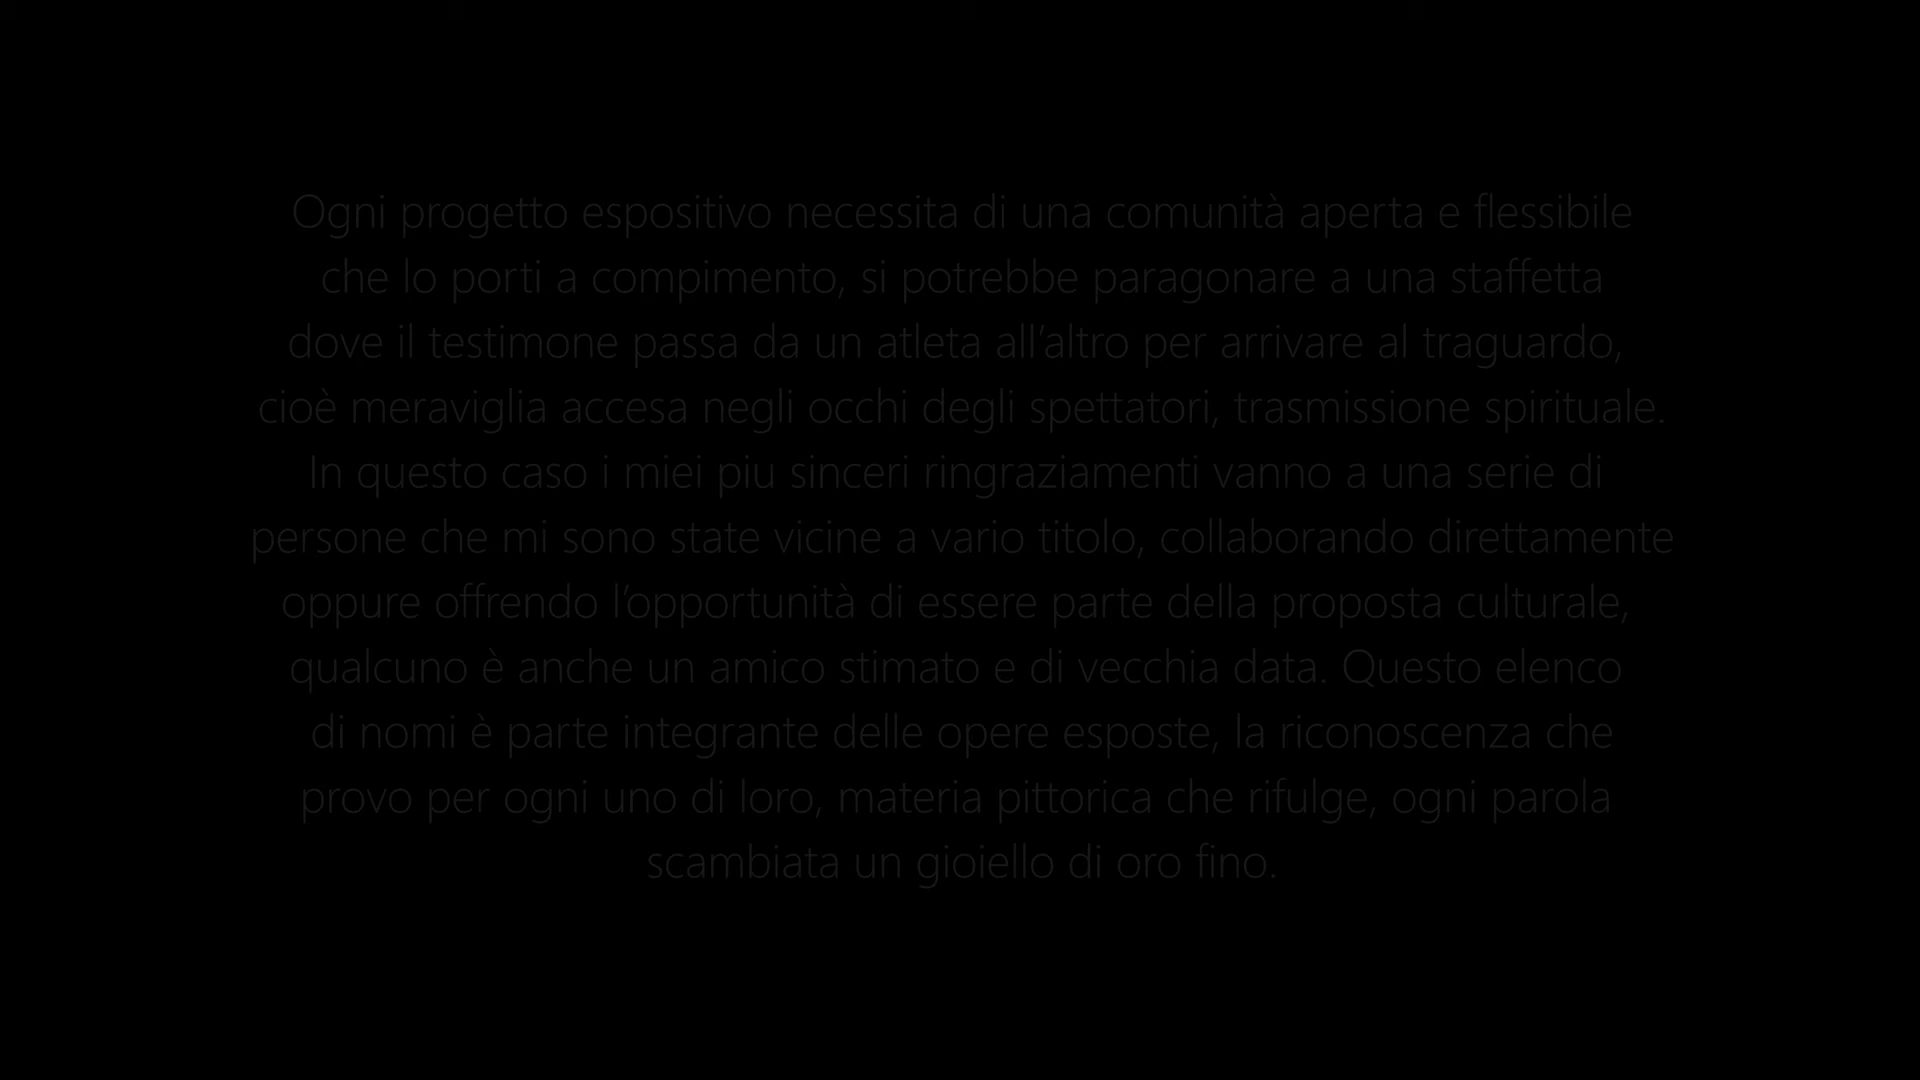 Ogni progetto espositivo necessita di una comunità aperta e flessibile
che lo porti a compimento, si potrebbe paragonare a una staffetta
dove il testimone passa da un atleta all’altro per arrivare al traguardo,
cioè meraviglia accesa negli occhi degli spettatori, trasmissione spirituale.
In questo caso i miei piu sinceri ringraziamenti vanno a una serie di
persone che mi sono state vicine a vario titolo, collaborando direttamente
oppure offrendo l’opportunità di essere parte della proposta culturale,
qualcuno è anche un amico stimato e di vecchia data. Questo elenco
di nomi è parte integrante delle opere esposte, la riconoscenza che
provo per ogni uno di loro, materia pittorica che rifulge, ogni parola
scambiata un gioiello di oro fino.